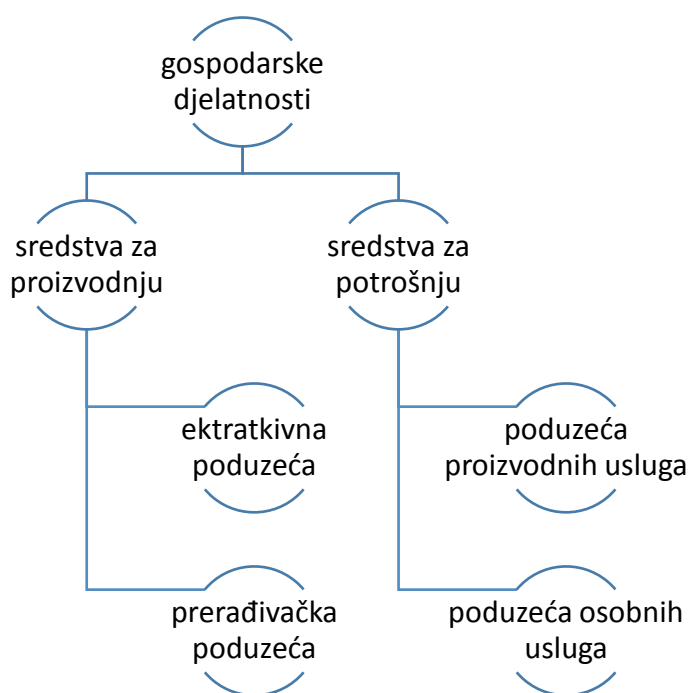 gospodarske
djelatnosti
sredstva za
proizvodnju
sredstva za
potrošnju
ektratkivna
poduzeća
poduzeća
proizvodnih usluga
prerađivačka
poduzeća
poduzeća osobnih
usluga